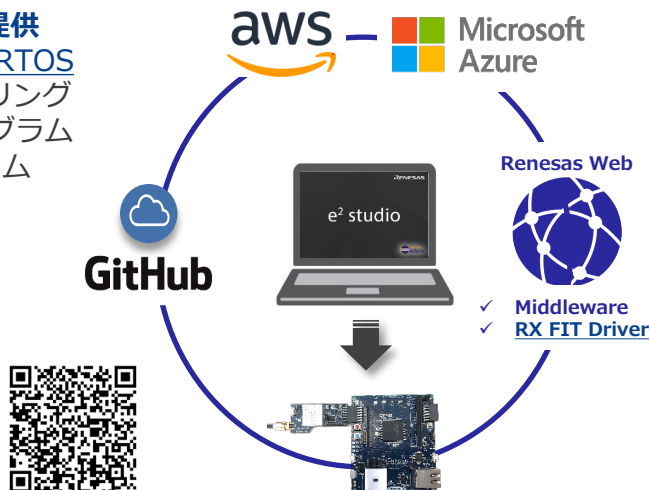 提供
RTOS
リング
グラム
ム
aws
Microsoft
Azure
Renesas Web
RENESAS
e² studio
GitHub
✓ Middleware
✓ RX FIT Driver